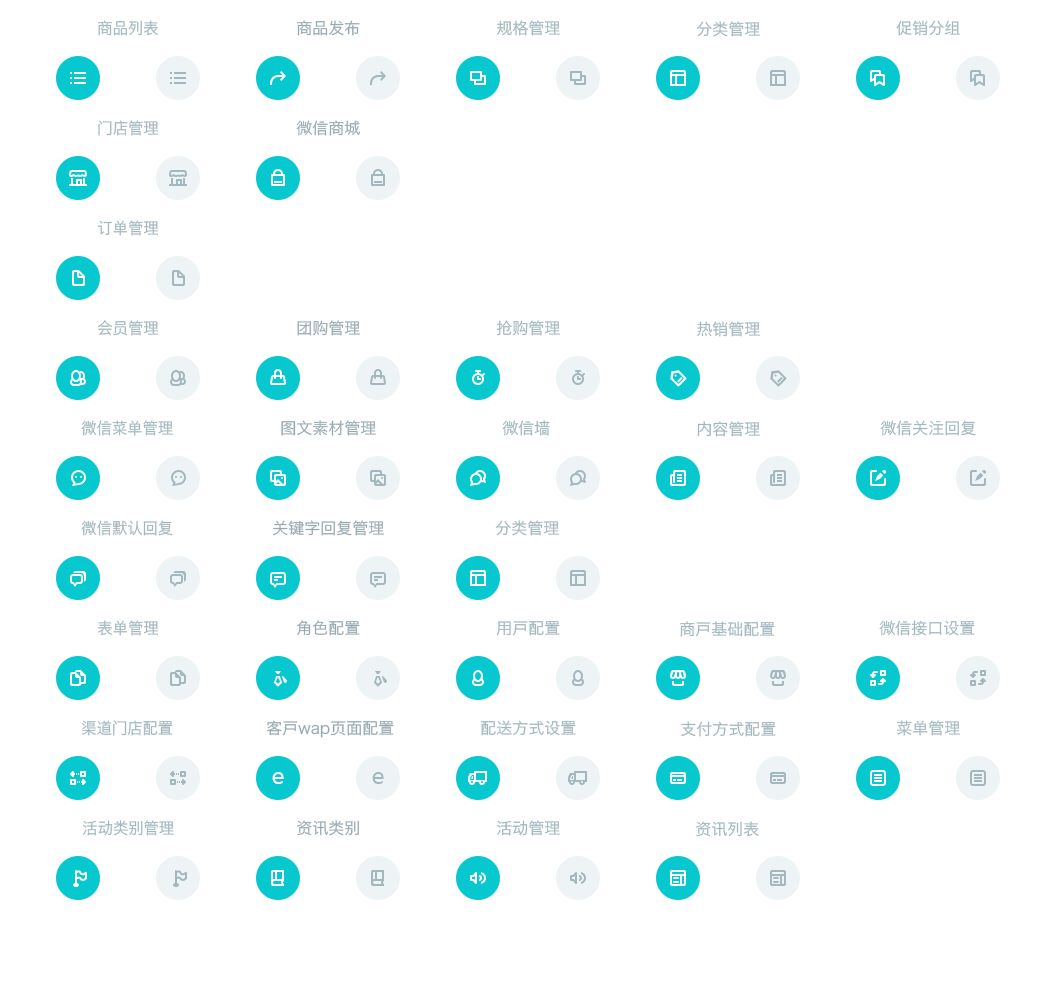 商品列表
商品发布
规格管理
分类管理
促销分组
门店管理
微信商城
订单管理
会员管理
团购管理
抢购管理
热销管理
微信菜单管理
图文素材管理
微信墙
内容管理
微信关注回复
微信默认回复
关键字回复管理
分类管理
表单管理
角色配置
用戸配置
商戸基础配置
微信接口设置
渠道门店配置
客戸wap页面配置
配送方式设置
支付方式配置
菜单管理
活动类别管理
资讯类别
活动管理
资讯列表